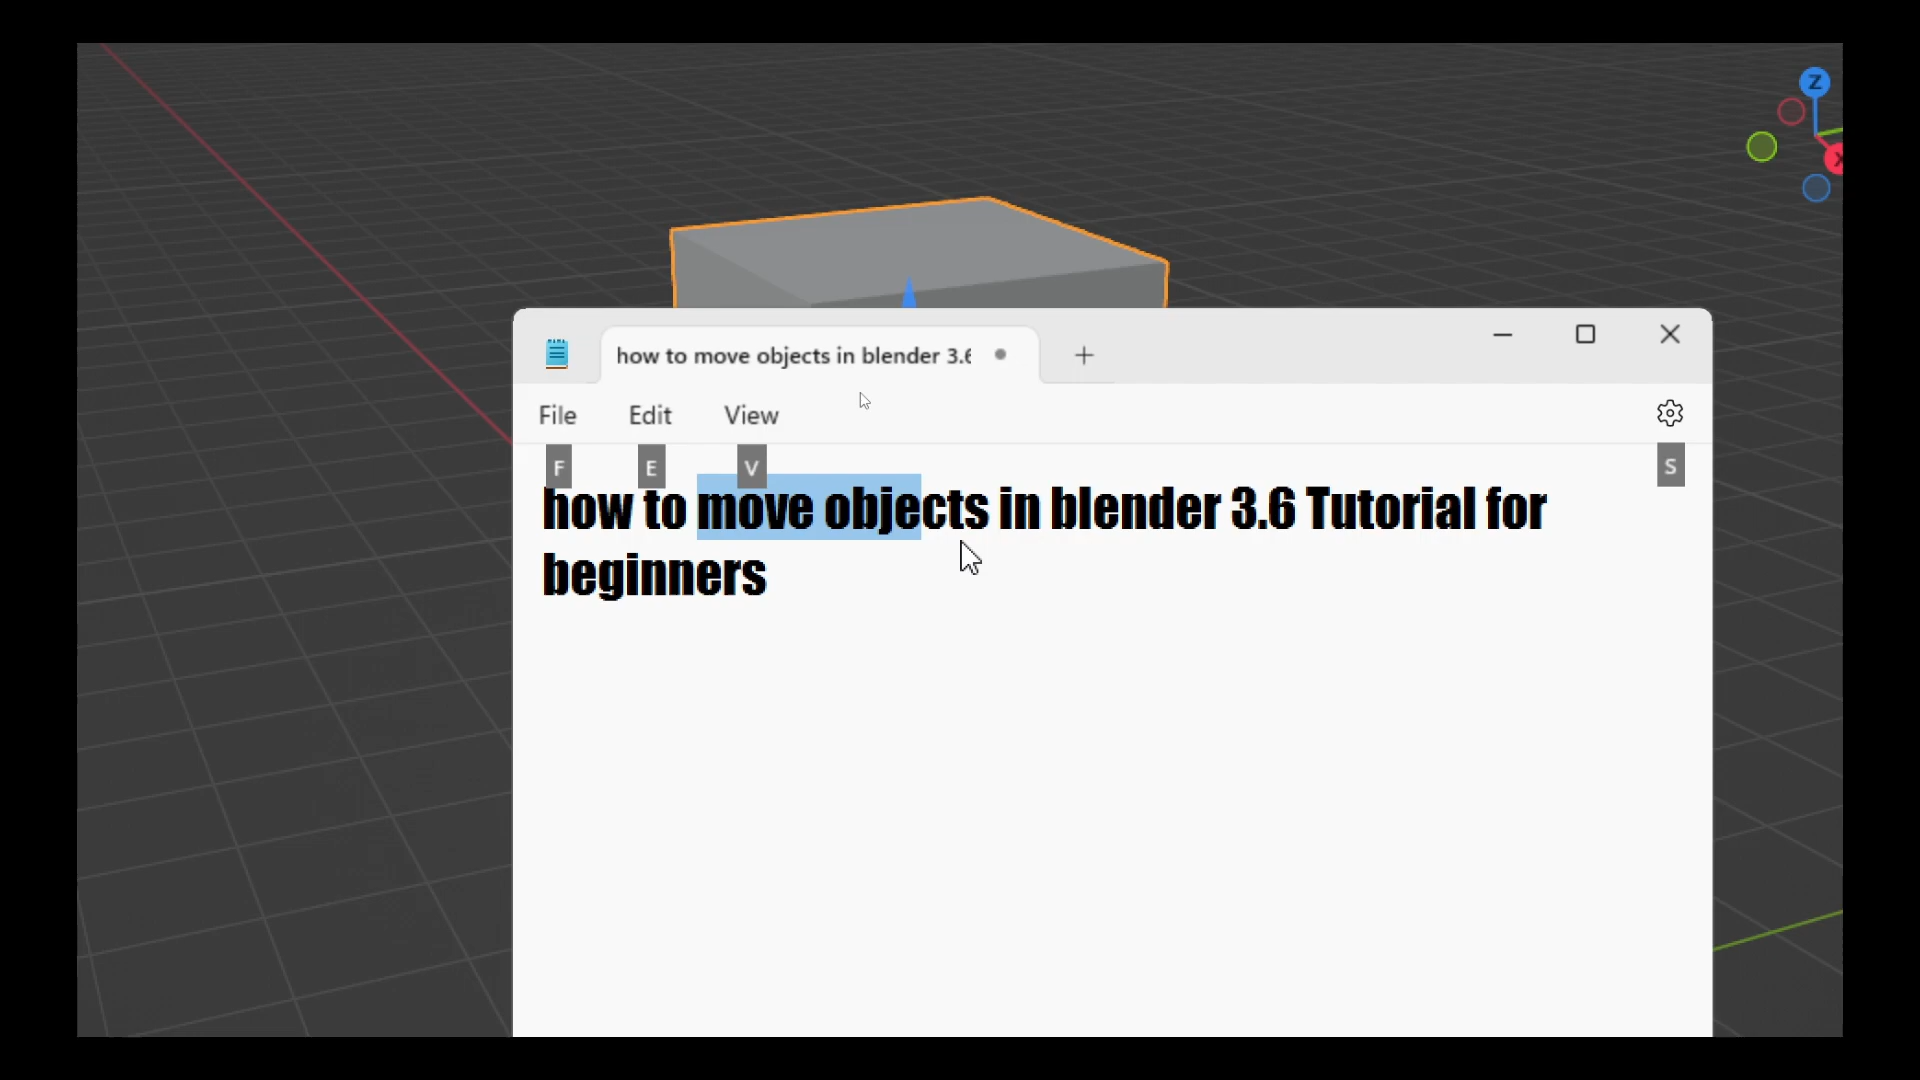 Z
X
how to move objects in blender 3.6
File Edit View
F E V S
how to move objects in blender 3.6 Tutorial for
beginners